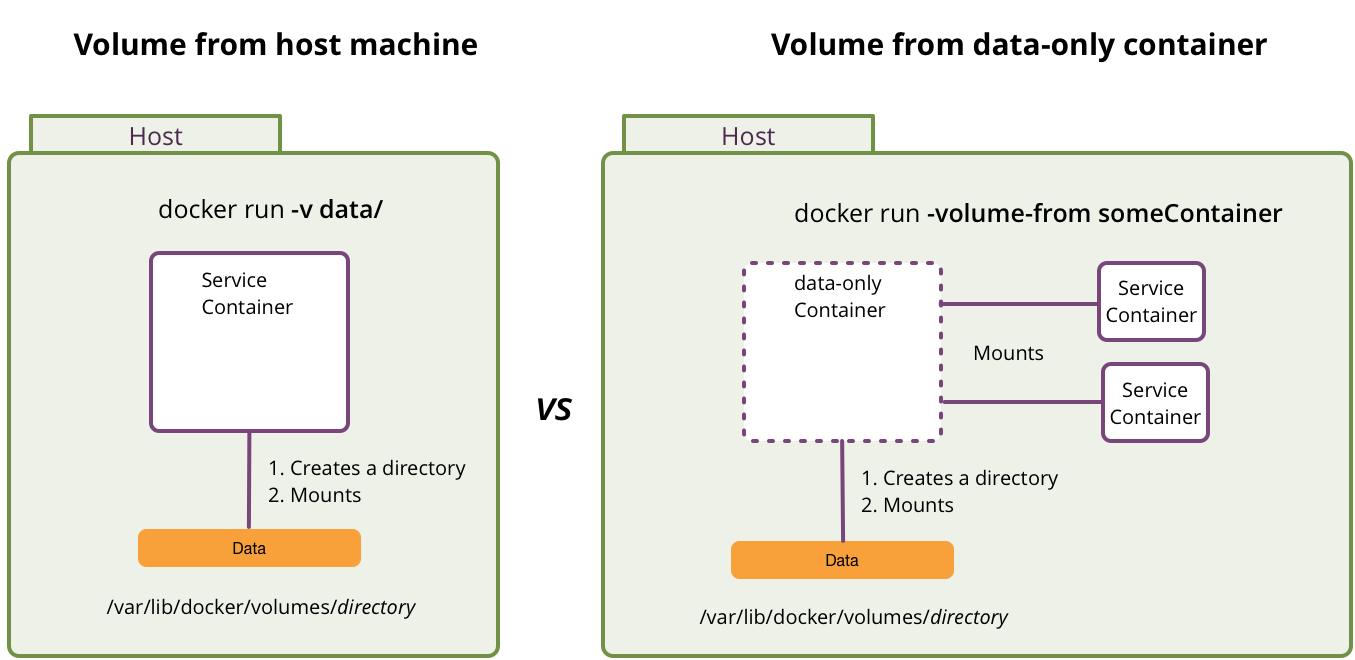 Volume from host machine
Host
docker run -v data/
Service
Container
1. Creates a directory
2. Mounts
Data
/var/lib/docker/volumes/directory
VS
Volume from data-only container
Host
docker run -volume-from someContainer
data-only
Container
Service
Container
Mounts
Service
Container
1. Creates a directory
2. Mounts
Data
/var/lib/docker/volumes/directory